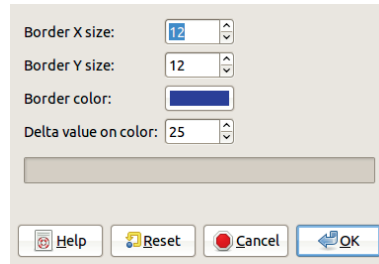 Border X size: 12
Border Y size: 12
Border color:
Delta value on color: 25
Help Reset Cancel OK